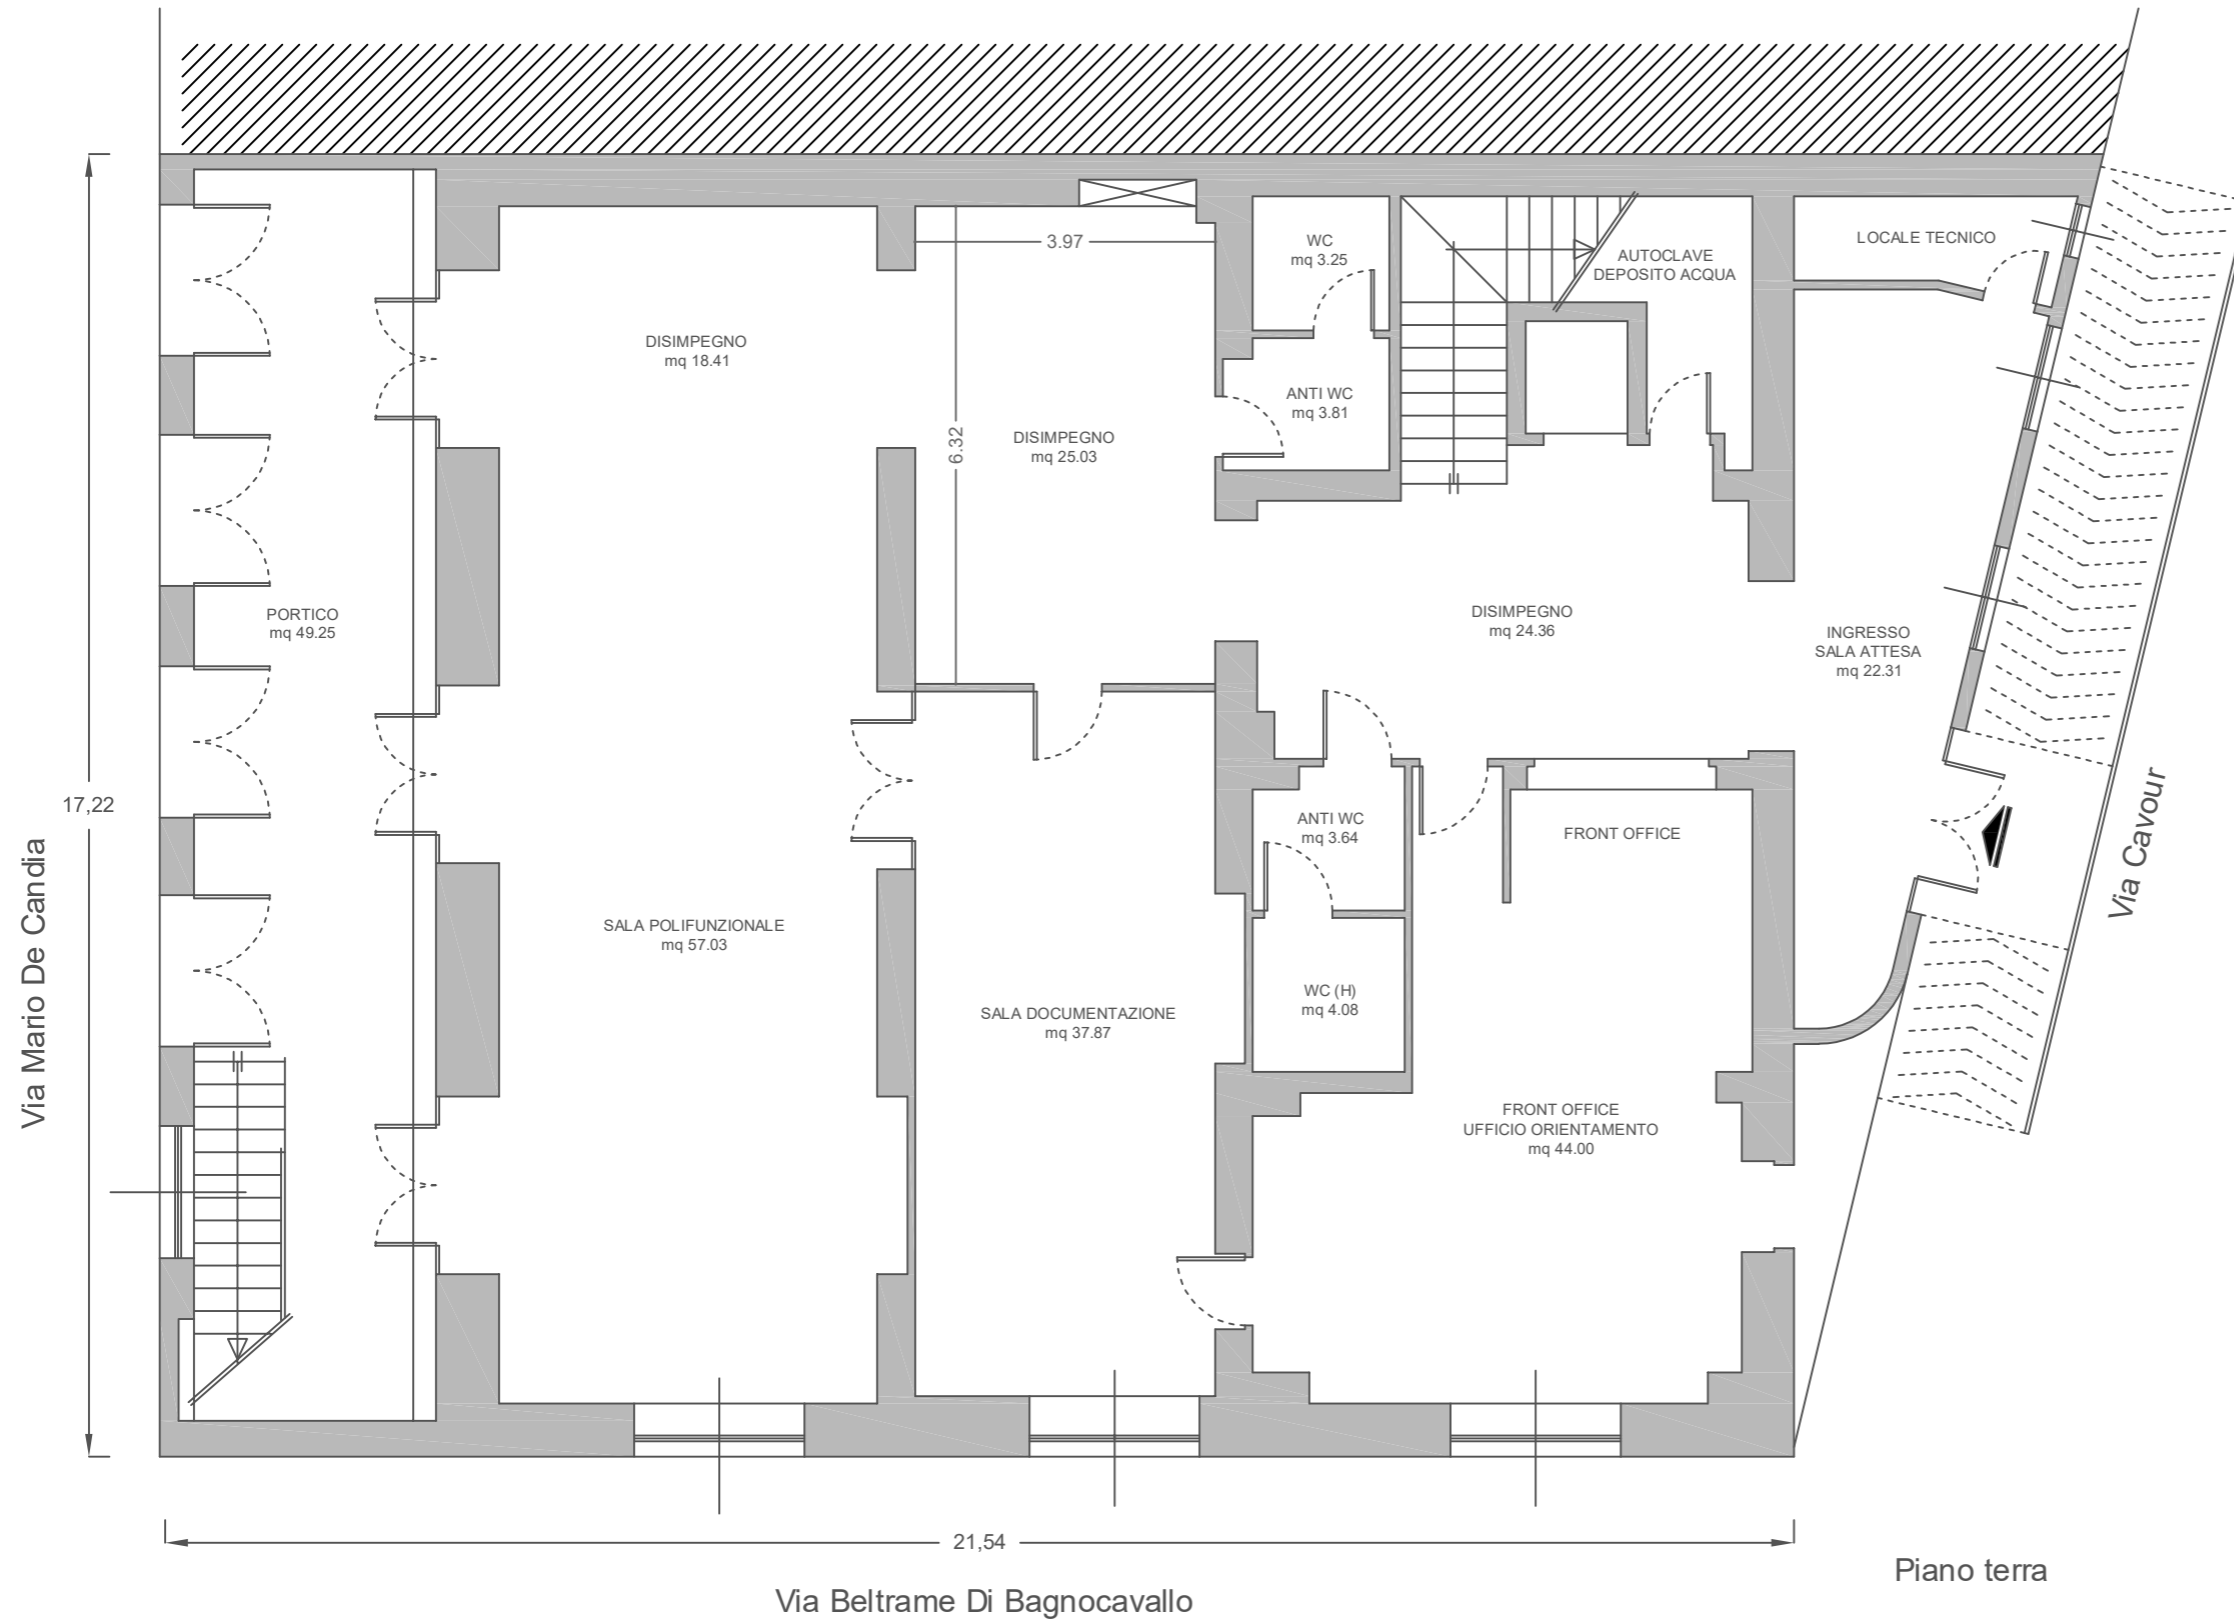 WC
mq 3.25
3.97
LOCALE TECNICO
AUTOCLAVE
DEPOSITO ACQUA
DISIMPEGNO
mq 18.41
ANTI WC
mq 3.81
DISIMPEGNO
mq 25.03
6.32
PORTICO
mq 49.25
DISIMPEGNO
mq 24.36
INGRESSO
SALA ATTESA
mq 22.31
17,22
Via Mario De Candia
ANTI WC
mq 3.64
FRONT OFFICE
Via Cavour
SALA POLIFUNZIONALE
mq 57.03
WC (H)
mq 4.08
SALA DOCUMENTAZIONE
mq 37.87
FRONT OFFICE
UFFICIO ORIENTAMENTO
mq 44.00
21,54
Piano terra
Via Beltrame Di Bagnocavallo